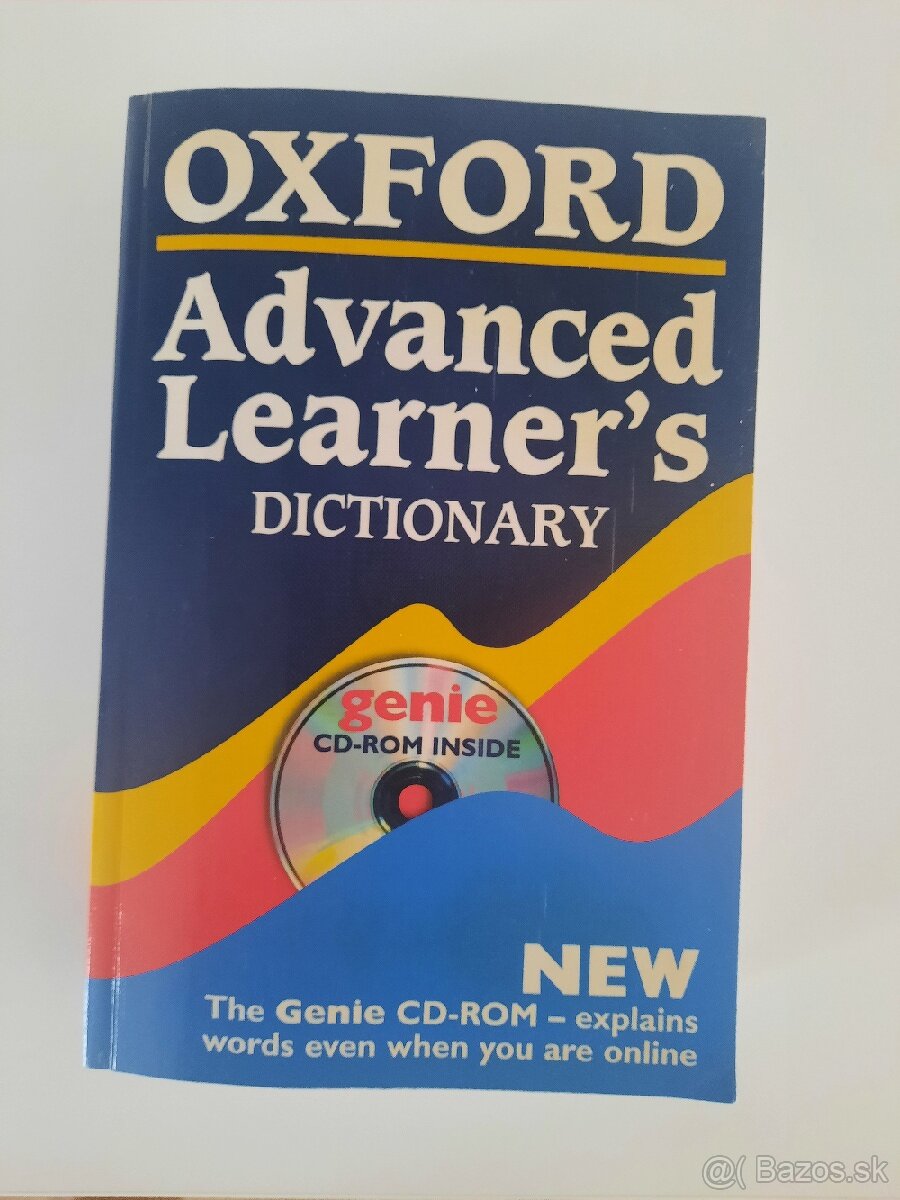 OXFORD
Advanced
Learner's
DICTIONARY
genie
CD-ROM INSIDE
NEW
The Genie CD-ROM – explains
words even when you are online
@( Bazos.sk